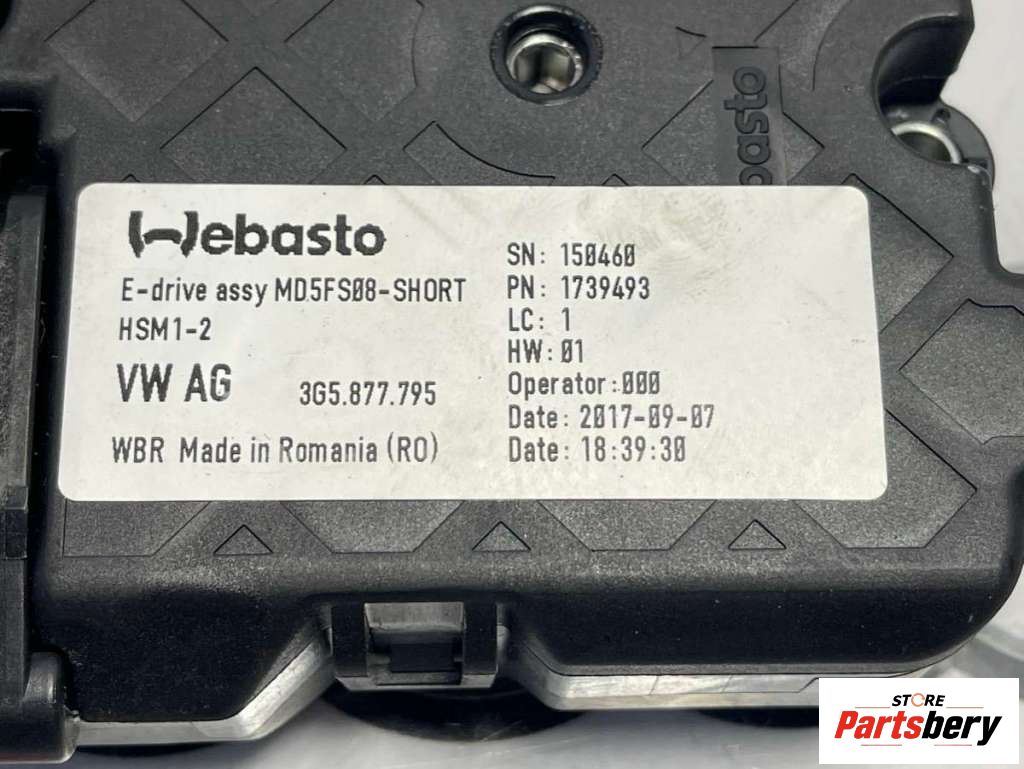 Webasto
E-drive assy MD5FS08-SHORT
HSM1-2
VW AG 3G5.877.795
WBR Made in Romania (RO)
SN: 150460
PN: 1739493
LC: 1
HW: 01
Operator: 000
Date: 2017-09-07
Date: 18:39:30
basto
STORE
Partsbery